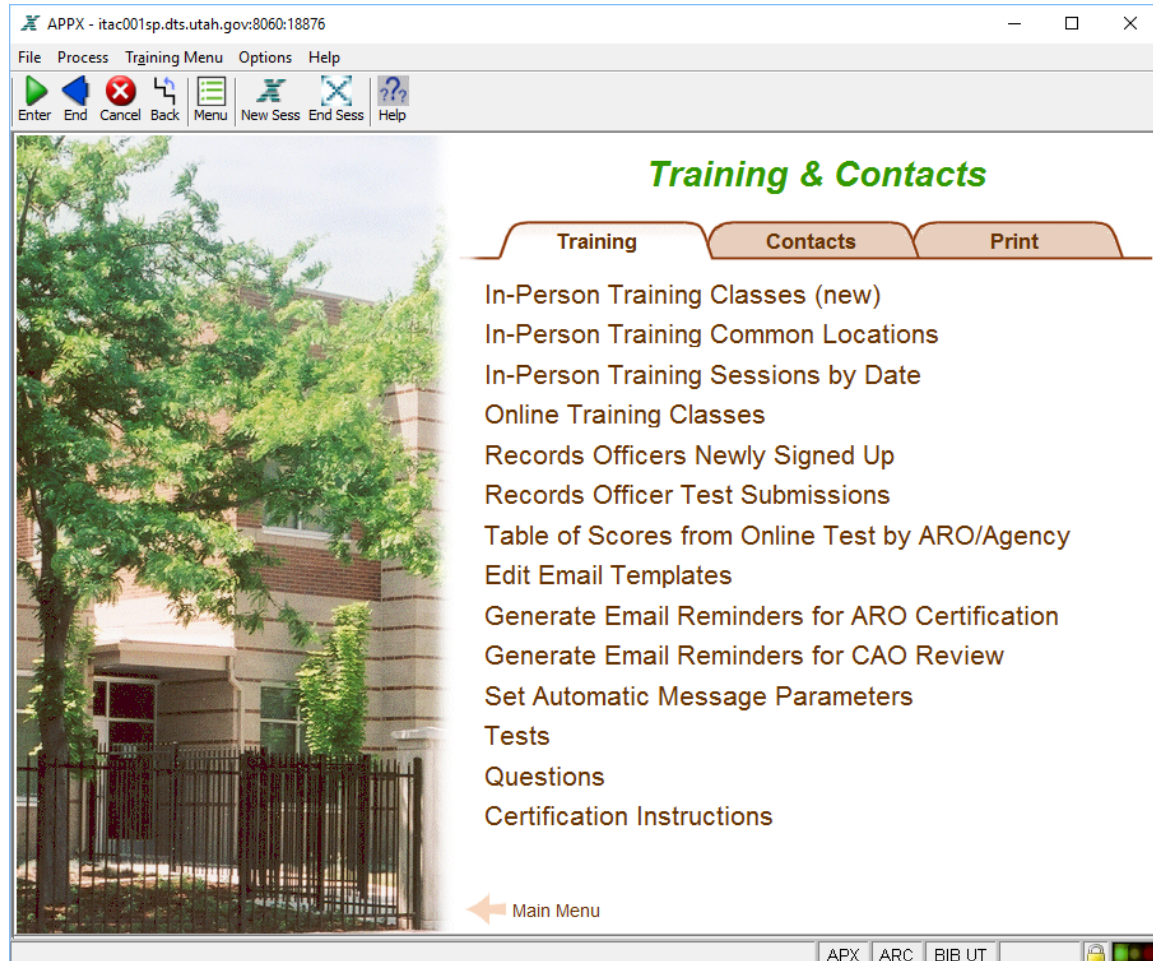 APPX - itac001sp.dts.utah.gov:8060:18876
File Process Training Menu Options Help
Enter End Cancel Back Menu New Sess End Sess Help
Training & Contacts
Training Contacts Print
In-Person Training Classes (new)
In-Person Training Common Locations
In-Person Training Sessions by Date
Online Training Classes
Records Officers Newly Signed Up
Records Officer Test Submissions
Table of Scores from Online Test by ARO/Agency
Edit Email Templates
Generate Email Reminders for ARO Certification
Generate Email Reminders for CAO Review
Set Automatic Message Parameters
Tests
Questions
Certification Instructions
Main Menu
APX ARC BIB UT